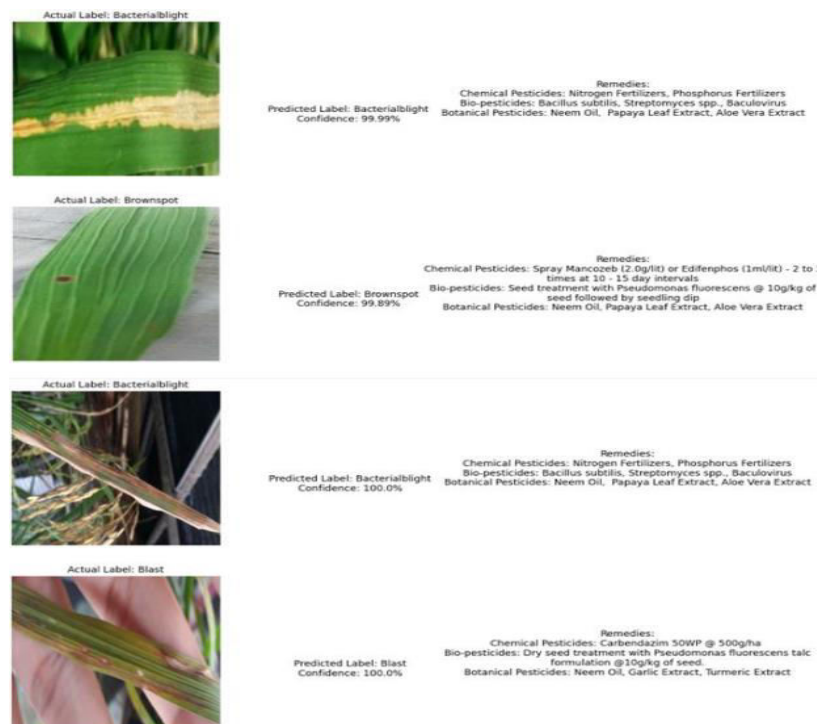 Actual Label: Bacterialblight
Predicted Label: Bacterialblight
Confidence: 99.99%
Remedies:
Chemical Pesticides: Nitrogen Fertilizers, Phosphorus Fertilizers
Bio-pesticides: Bacillus subtilis, Streptomyces spp., Baculovirus
Botanical Pesticides: Neem Oil, Papaya Leaf Extract, Aloe Vera Extract
Actual Label: Brownspot
Predicted Label: Brownspot
Confidence: 99.89%
Remedies:
Chemical Pesticides: Spray Mancozeb (2.0g/lit) or Edifenphos (1ml/lit) - 2 to
times at 10 - 15 day intervals
Bio-pesticides: Seed treatment with Pseudomonas fluorescens @ 10g/kg of
seed followed by seedling dip
Botanical Pesticides: Neem Oil, Papaya Leaf Extract, Aloe Vera Extract
Actual Label: Bacterialblight
Predicted Label: Bacterialblight
Confidence: 100.0%
Remedies:
Chemical Pesticides: Nitrogen Fertilizers, Phosphorus Fertilizers
Bio-pesticides: Bacillus subtilis, Streptomyces spp., Baculovirus
Botanical Pesticides: Neem Oil, Papaya Leaf Extract, Aloe Vera Extract
Actual Label: Blast
Predicted Label: Blast
Confidence: 100.0%
Remedies:
Chemical Pesticides: Carbendazim 50WP @ 500g/ha
Bio-pesticides: Dry seed treatment with Pseudomonas fluorescens talc
formulation @10g/kg of seed.
Botanical Pesticides: Neem Oil, Garlic Extract, Turmeric Extract